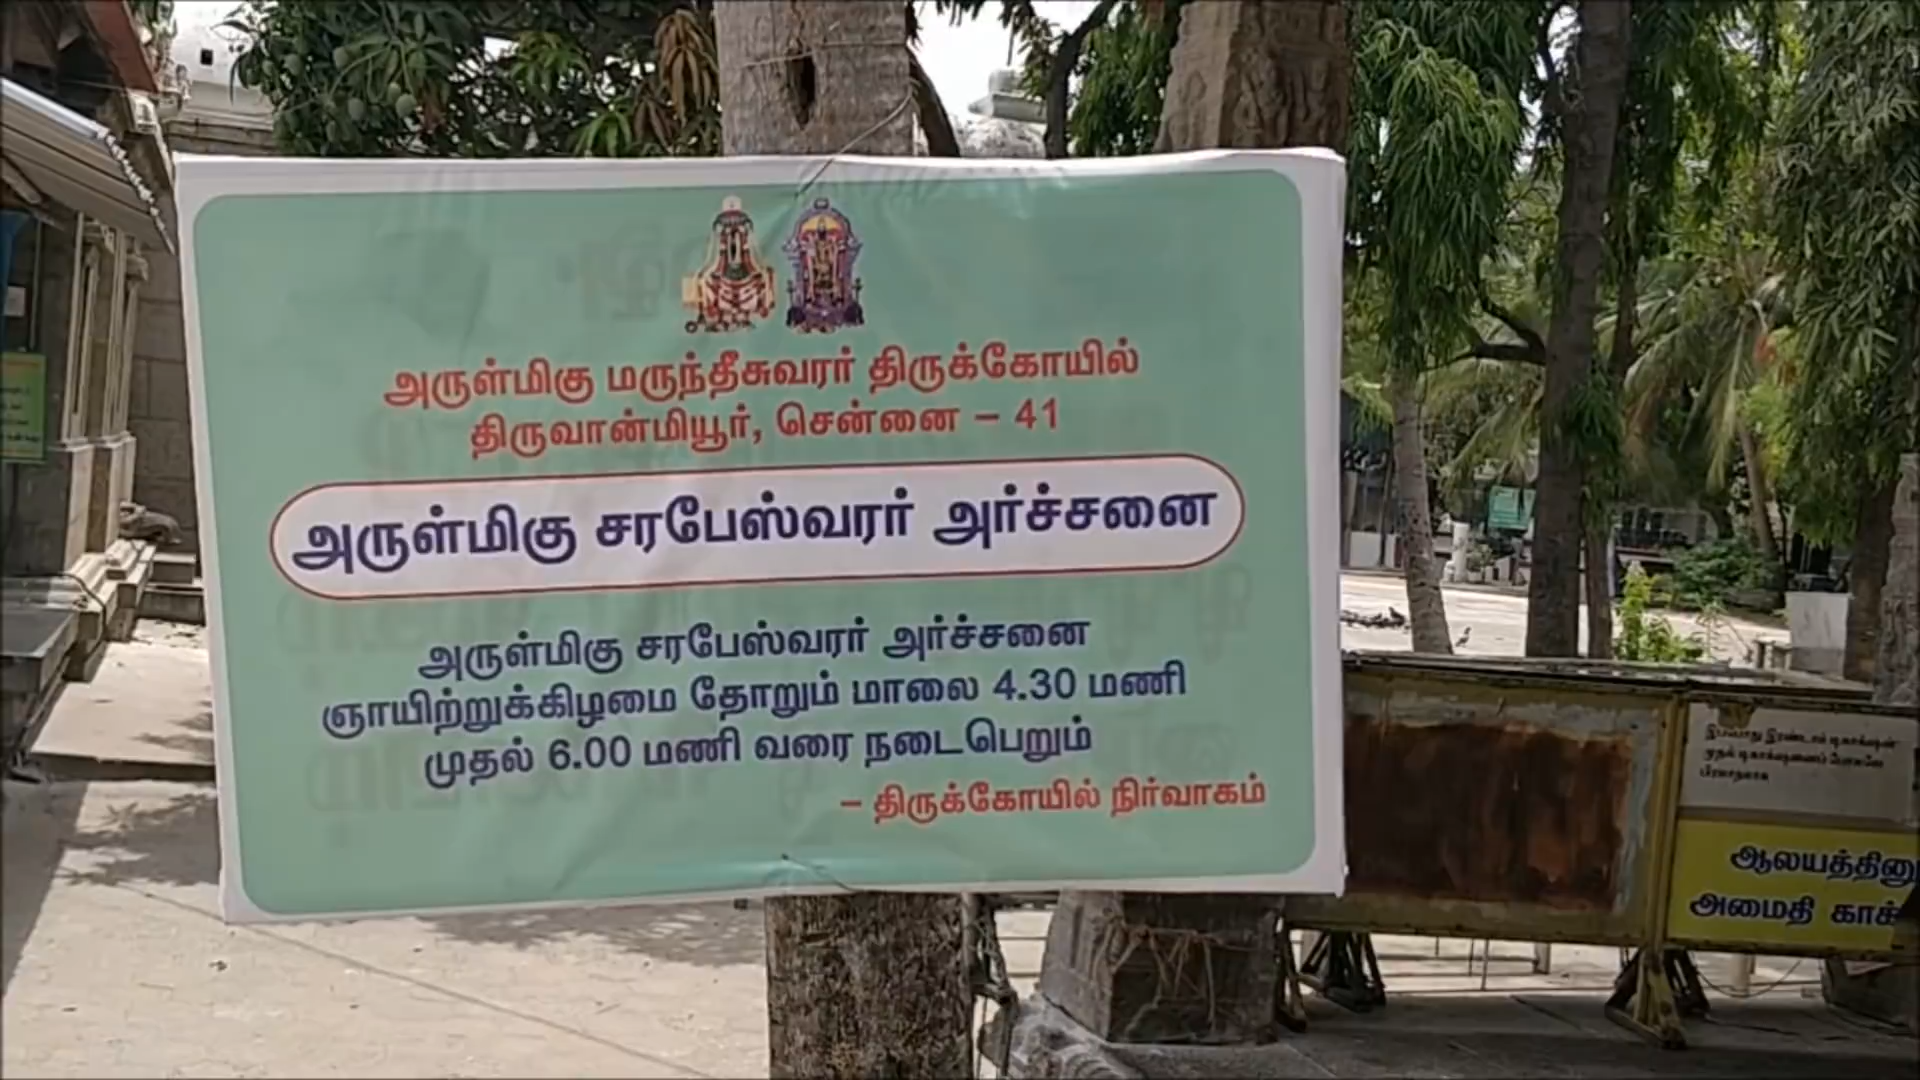 அருள்மிகு மருந்தீசுவரர் திருக்கோயில்
திருவான்மியூர், சென்னை – 41
அருள்மிகு சரபேஸ்வரர் அர்ச்சனை
அருள்மிகு சரபேஸ்வரர் அர்ச்சனை
ஞாயிற்றுக்கிழமை தோறும் மாலை 4.30 மணி
முதல் 6.00 மணி வரை நடைபெறும்
– திருக்கோயில் நிர்வாகம்
அமைதி